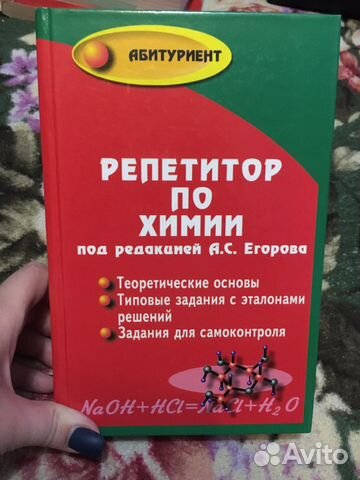 АБИТУРИЕНТ
РЕПЕТИТОР
ПО
ХИМИИ
под редакцией А.С. Егорова
Теоретические основы
Типовые задания с эталонами
решений
Задания для самоконтроля
NaOH+HCl=NaCl+H₂O
Avito